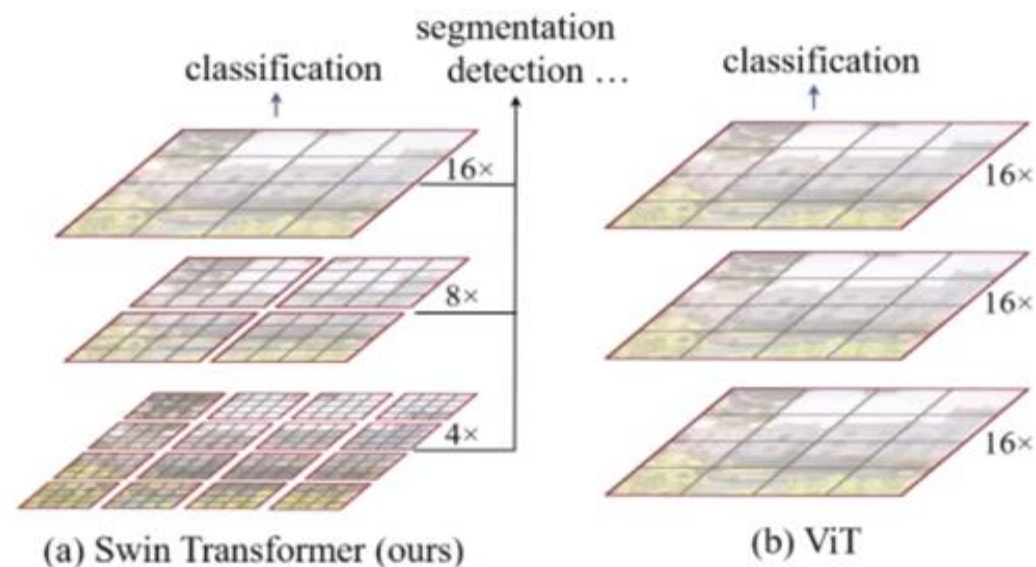 segmentation
detection ...
classification
16×
8×
4×
(a) Swin Transformer (ours)
classification
16×
16×
16×
(b) ViT